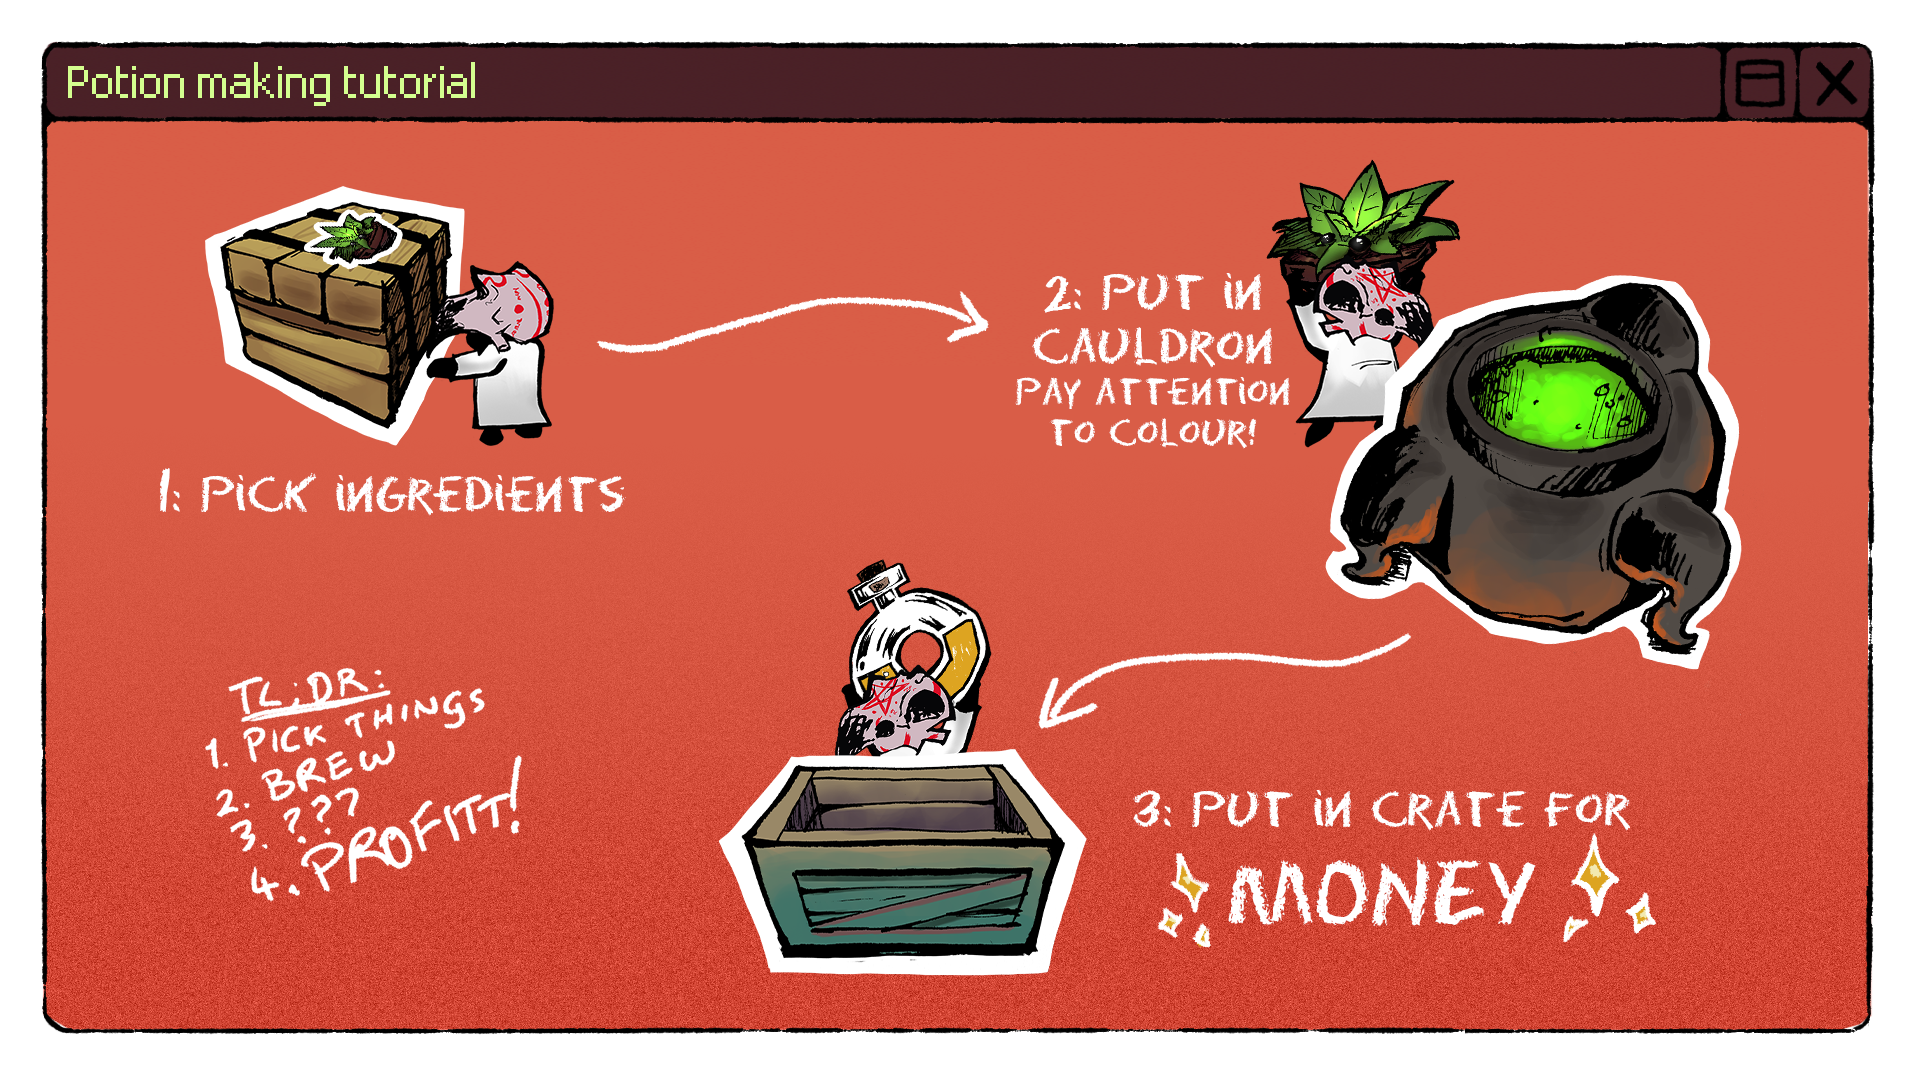 Potion making tutorial
1: PICK INGREDIENTS
2: PUT IN
CAULDRON
PAY ATTENTION
TO COLOUR!
TL;DR:
1. PICK THINGS
2. BREW
3. ???
4. PROFITT!
3: PUT IN CRATE FOR
MONEY